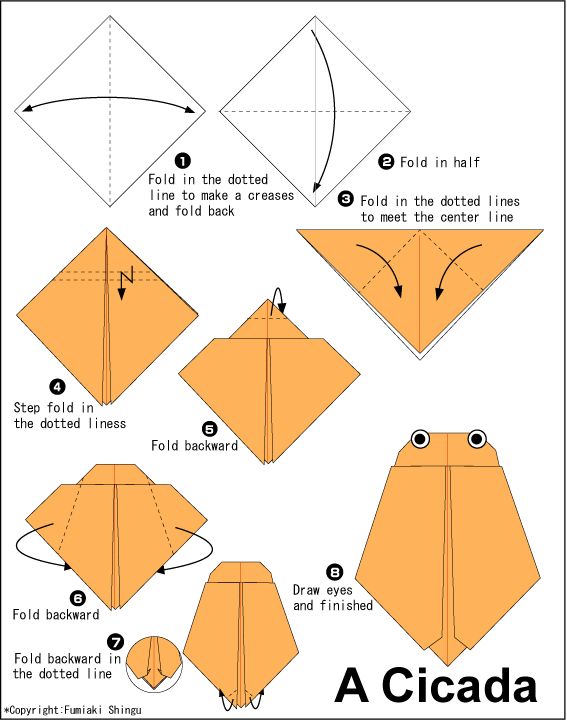 1
Fold in the dotted
line to make a creases
and fold back
2 Fold in half
3 Fold in the dotted lines
to meet the center line
4
Step fold in
the dotted liness
5
Fold backward
6
Fold backward
7
Fold backward in
the dotted line
8
Draw eyes
and finished
A Cicada
*Copyright:Fumiaki Shingu